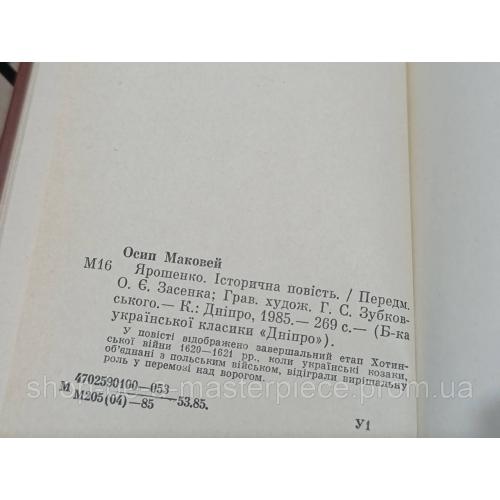 Осип Маковей
М16 Ярошенко. Історична повість. / Передм.
О. Є. Засенка; Грав. худож. Г. С. Зубков-
ського.— К.: Дніпро, 1985.— 269 с.— (Б-ка
української класики «Дніпро»).
У повісті відображено завершальний етап Хотин-
ської війни 1620—1621 рр., коли українські козаки,
об'єднані з польським військом, відіграли вирішальну
роль у перемозі над ворогом.
4702590100—053
М ————— 53.85.
М205(04)—85
У1